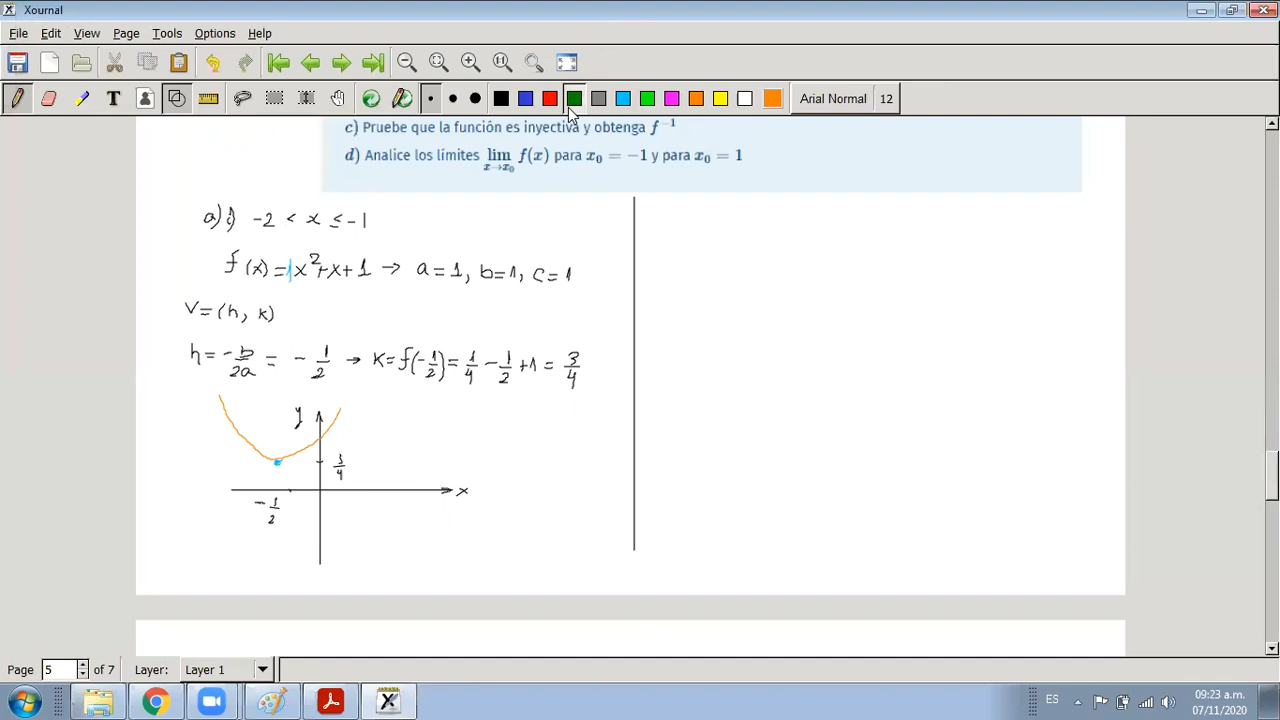 Xournal
File Edit View Page Tools Options Help
Arial Normal 12
c) Pruebe que la función es inyectiva y obtenga f⁻¹
d) Analice los límites lim x→x₀ f(x) para x₀ = −1 y para x₀ = 1
a) i) -2 < x ≤ -1
f(x) = 1x²+x+1 → a=1, b=1, c=1
V=(h, k)
h = -b/2a = -1/2 → k=f(-1/2)= 1/4 - 1/2 +1 = 3/4
y
3/4
x
-1/2
Page 5 of 7 Layer: Layer 1
ES 09:23 a.m.
07/11/2020